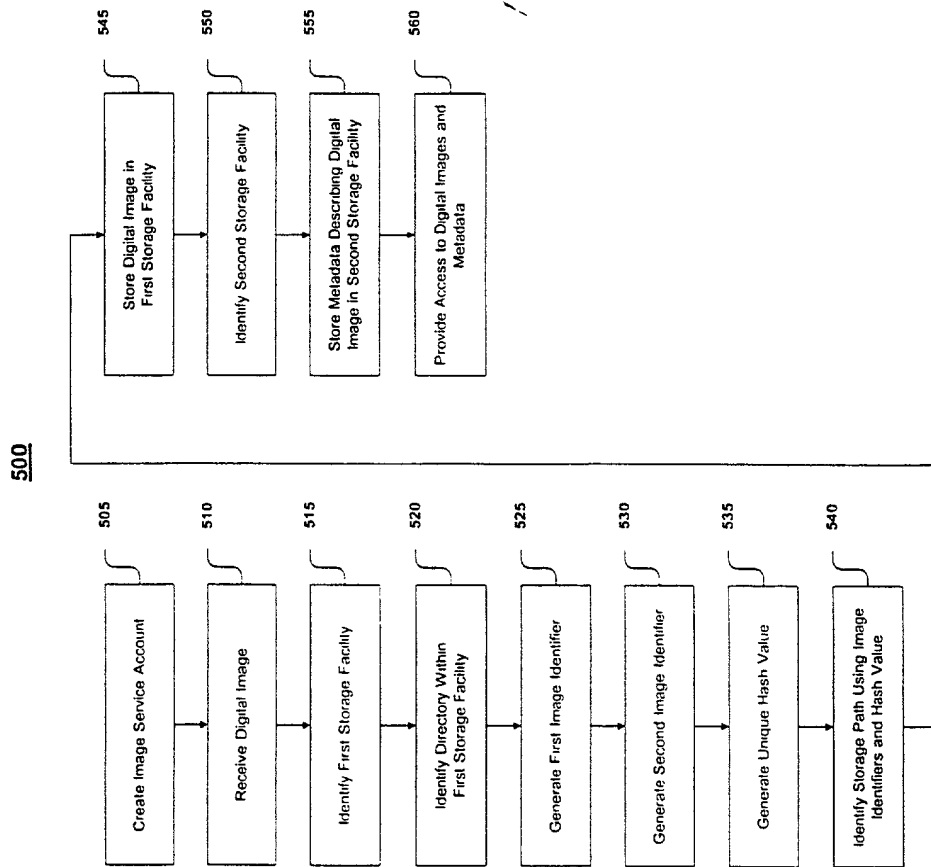 500
Create Image Service Account
505
Receive Digital Image
510
Identify First Storage Facility
515
Identify Directory Within
First Storage Facility
520
Generate First Image Identifier
525
Generate Second Image Identifier
530
Generate Unique Hash Value
535
Identify Storage Path Using Image
Identifiers and Hash Value
540
Store Digital Image in
First Storage Facility
545
Identify Second Storage Facility
550
Store Metadata Describing Digital
Image in Second Storage Facility
555
Provide Access to Digital Images and
Metadata
560